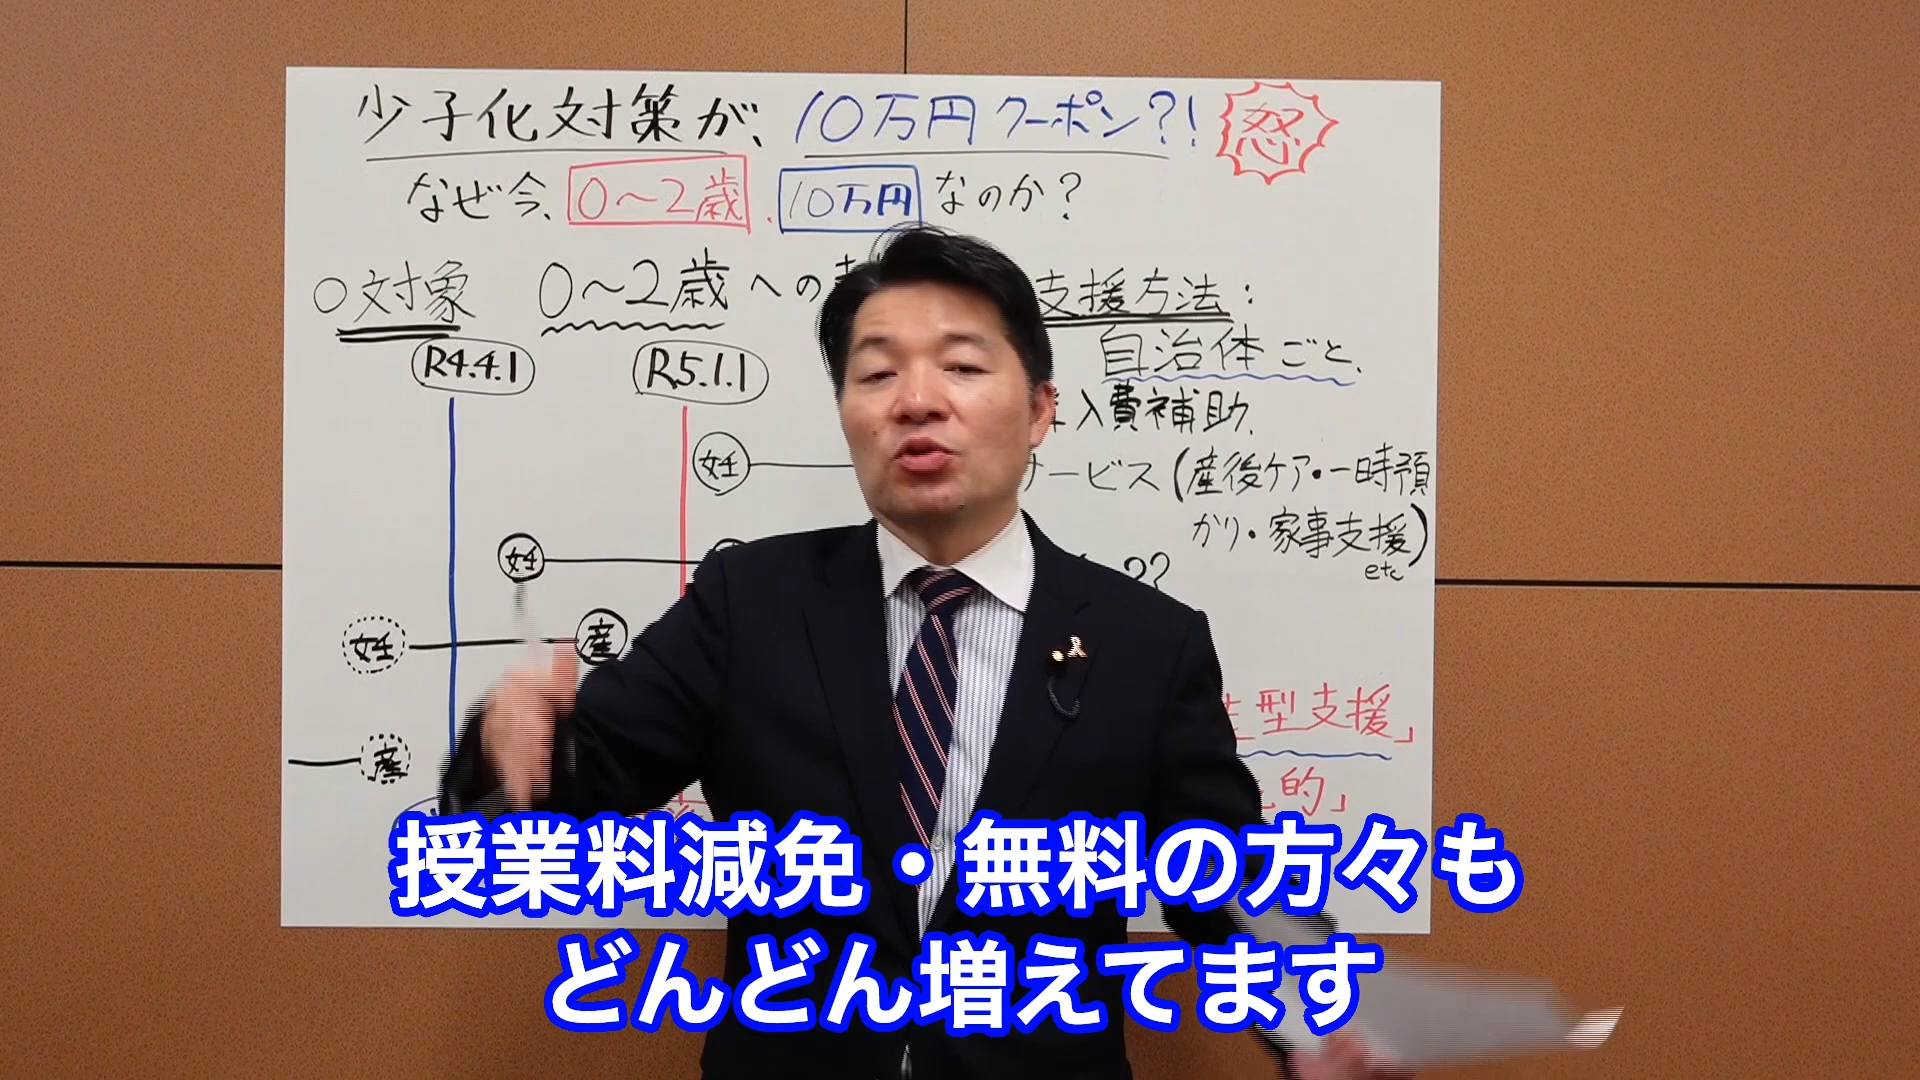 少子化対策が、10万円クーポン?! 怒
なぜ今、0〜2歳、10万円なのか?
○対象 0〜2歳への
支援方法:
自治体ごと、
R4.4.1 R5.1.1
入費補助、
妊
ービス(産後ケア・一時預
かり・家事支援)
etc
妊
??
妊 産
型支援」
産
的」
授業料減免・無料の方々も
どんどん増えてます